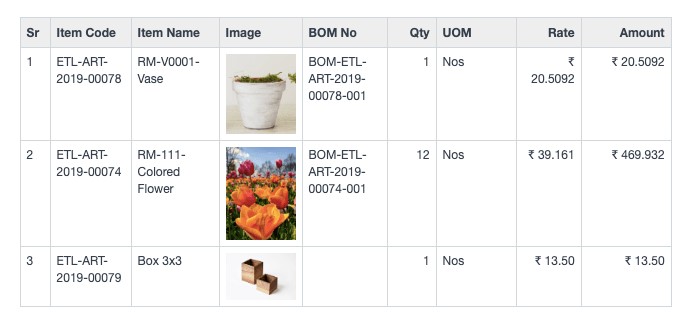 Sr Item Code Item Name Image BOM No Qty UOM Rate Amount
1 ETL-ART- RM-V0001- BOM-ETL- 1 Nos ₹ ₹ 20.5092
2019-00078 Vase ART-2019- 20.5092
00078-001
2 ETL-ART- RM-111- BOM-ETL- 12 Nos ₹ 39.161 ₹ 469.932
2019-00074 Colored ART-2019-
Flower 00074-001
3 ETL-ART- Box 3x3 1 Nos ₹ 13.50 ₹ 13.50
2019-00079